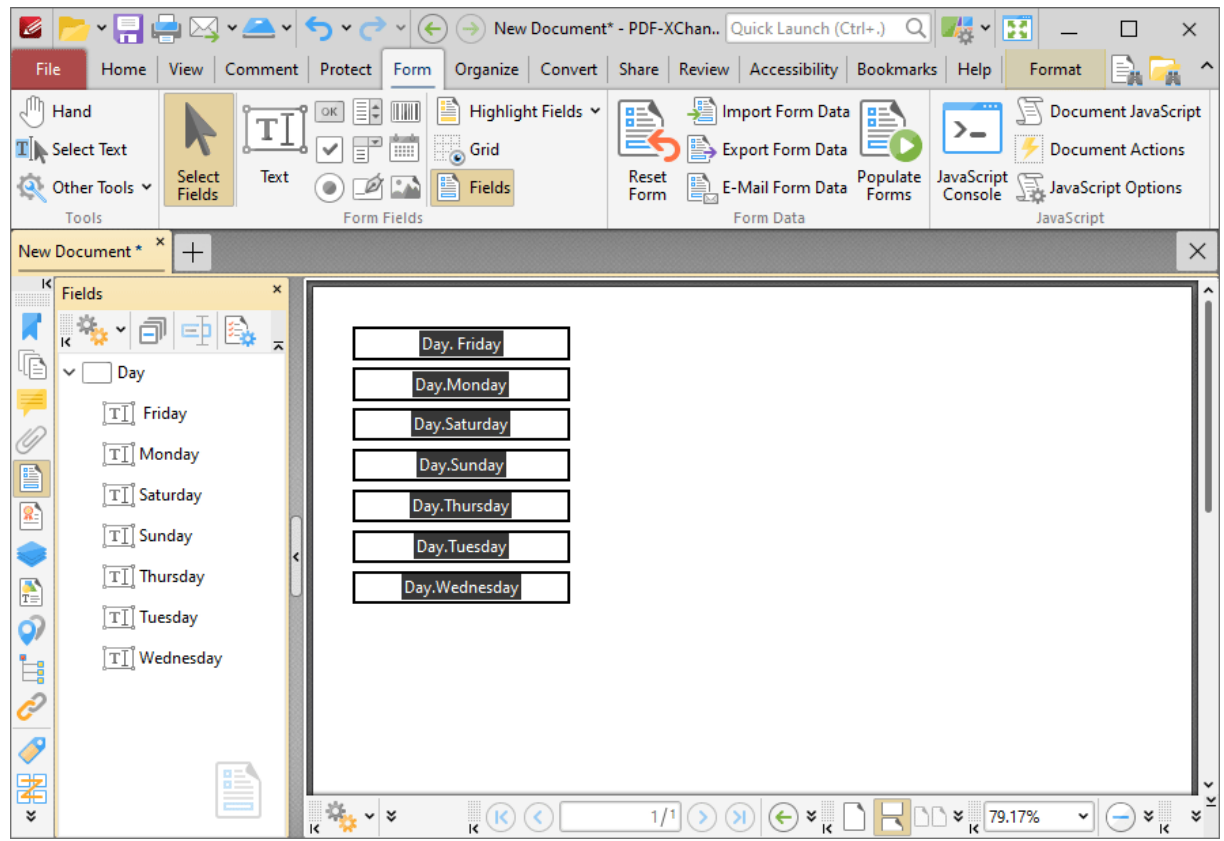 New Document* - PDF-XChan.. Quick Launch (Ctrl+.)
File Home View Comment Protect Form Organize Convert Share Review Accessibility Bookmarks Help Format
Hand OK Highlight Fields Import Form Data Document JavaScript
Select Text Grid Export Form Data Document Actions
Other Tools Select Fields Text Fields Reset Form E-Mail Form Data Populate Forms JavaScript Console JavaScript Options
Tools Form Fields Form Data JavaScript
New Document *
Fields
Day
Friday
Monday
Saturday
Sunday
Thursday
Tuesday
Wednesday
Day. Friday
Day.Monday
Day.Saturday
Day.Sunday
Day.Thursday
Day.Tuesday
Day.Wednesday
1/1 79.17%